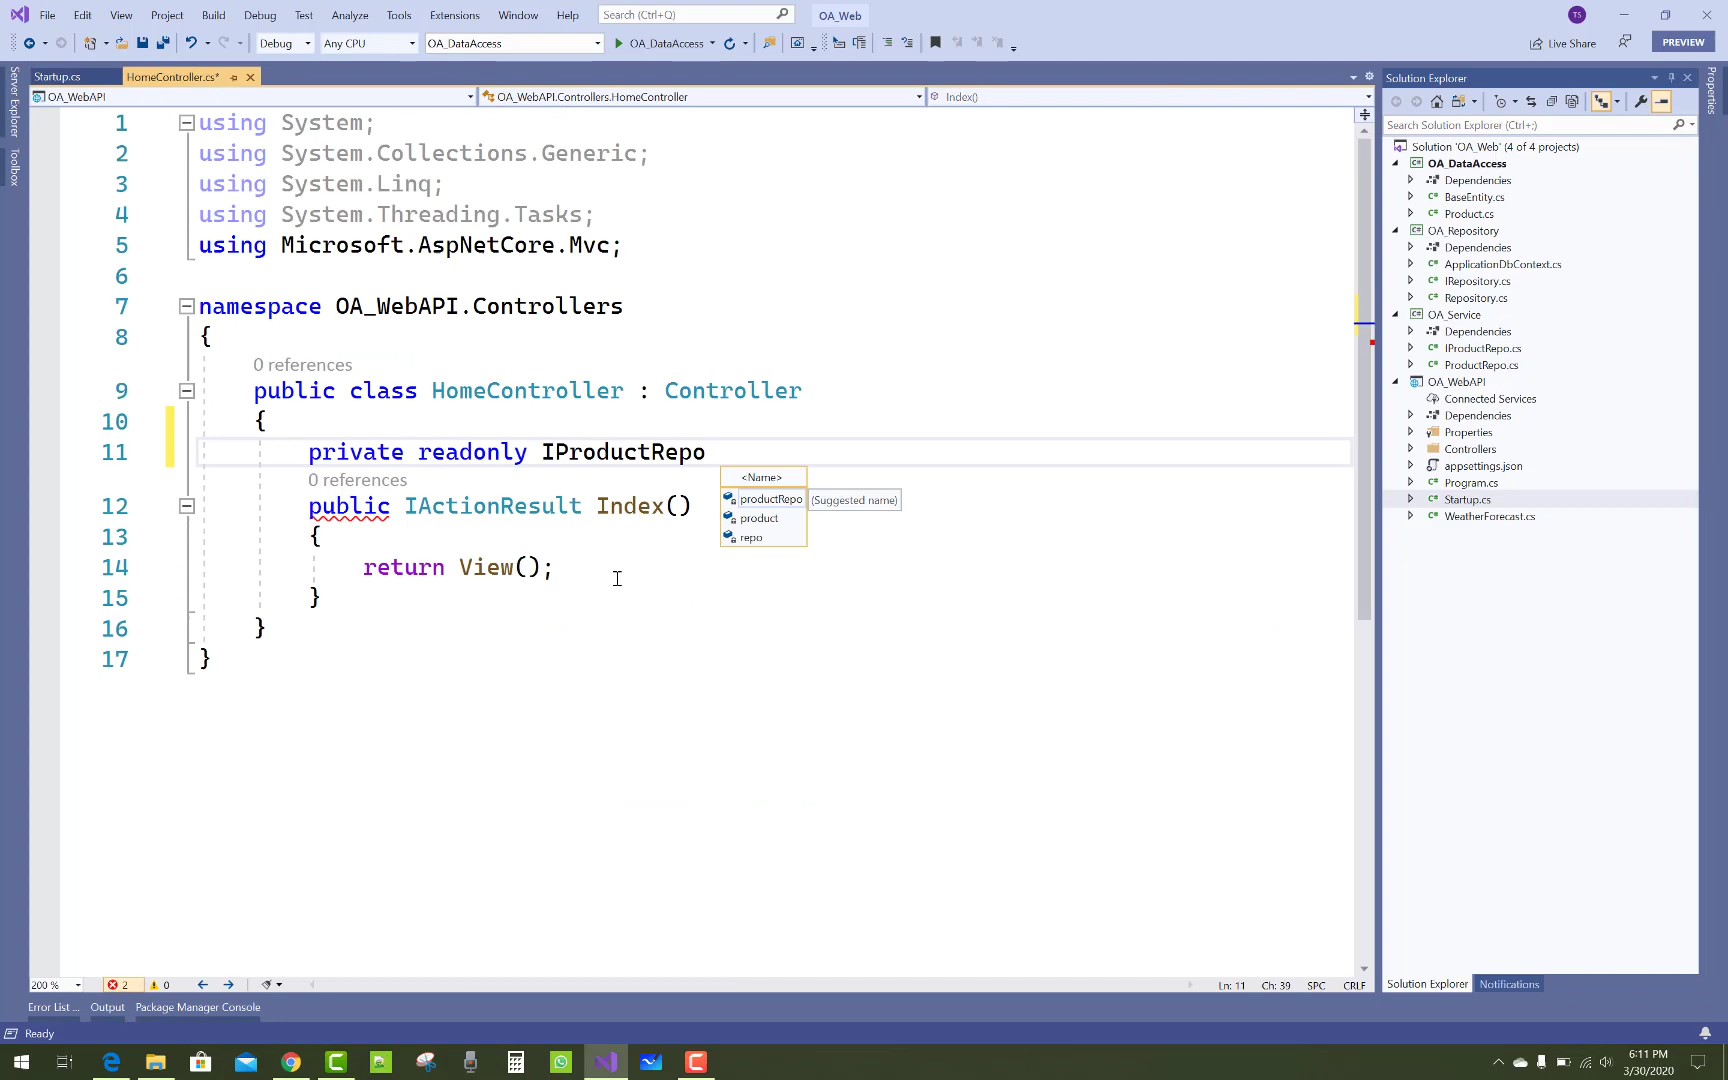 File Edit View Project Build Debug Test Analyze Tools Extensions Window Help Search (Ctrl+Q) OA_Web TS
Debug Any CPU OA_DataAccess OA_DataAccess Live Share PREVIEW
Server Explorer
Toolbox
Startup.cs HomeController.cs*
OA_WebAPI OA_WebAPI.Controllers.HomeController Index()
1 using System;
2 using System.Collections.Generic;
3 using System.Linq;
4 using System.Threading.Tasks;
5 using Microsoft.AspNetCore.Mvc;
6
7 namespace OA_WebAPI.Controllers
8 {
0 references
9 public class HomeController : Controller
10 {
11 private readonly IProductRepo
0 references
12 public IActionResult Index()
13 {
14 return View();
15 }
16 }
17 }
<Name>
productRepo (Suggested name)
product
repo
200 % 2 0 Ln: 11 Ch: 39 SPC CRLF
Error List ... Output Package Manager Console
Ready
Solution Explorer
Search Solution Explorer (Ctrl+;)
Solution 'OA_Web' (4 of 4 projects)
C# OA_DataAccess
Dependencies
C# BaseEntity.cs
C# Product.cs
C# OA_Repository
Dependencies
C# ApplicationDbContext.cs
C# IRepository.cs
C# Repository.cs
C# OA_Service
Dependencies
C# IProductRepo.cs
C# ProductRepo.cs
OA_WebAPI
Connected Services
Dependencies
Properties
Controllers
appsettings.json
C# Program.cs
C# Startup.cs
C# WeatherForecast.cs
Solution Explorer Notifications
Properties
6:11 PM
3/30/2020